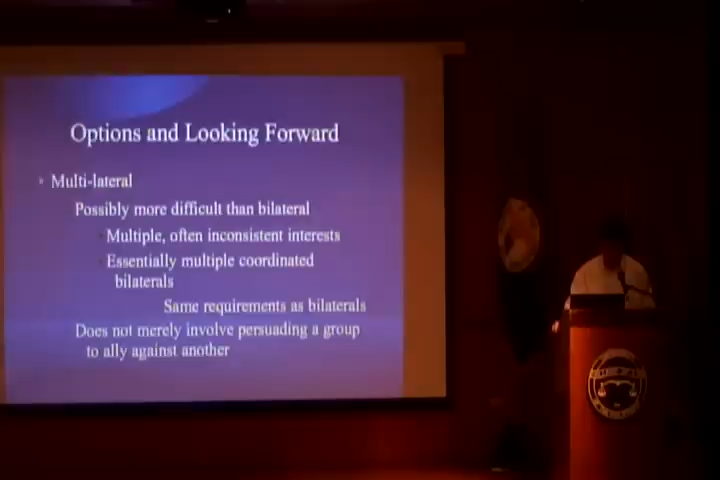 Options and Looking Forward
Multi-lateral
Possibly more difficult than bilateral
Multiple, often inconsistent interests
Essentially multiple coordinated
bilaterals
Same requirements as bilaterals
Does not merely involve persuading a group
to ally against another